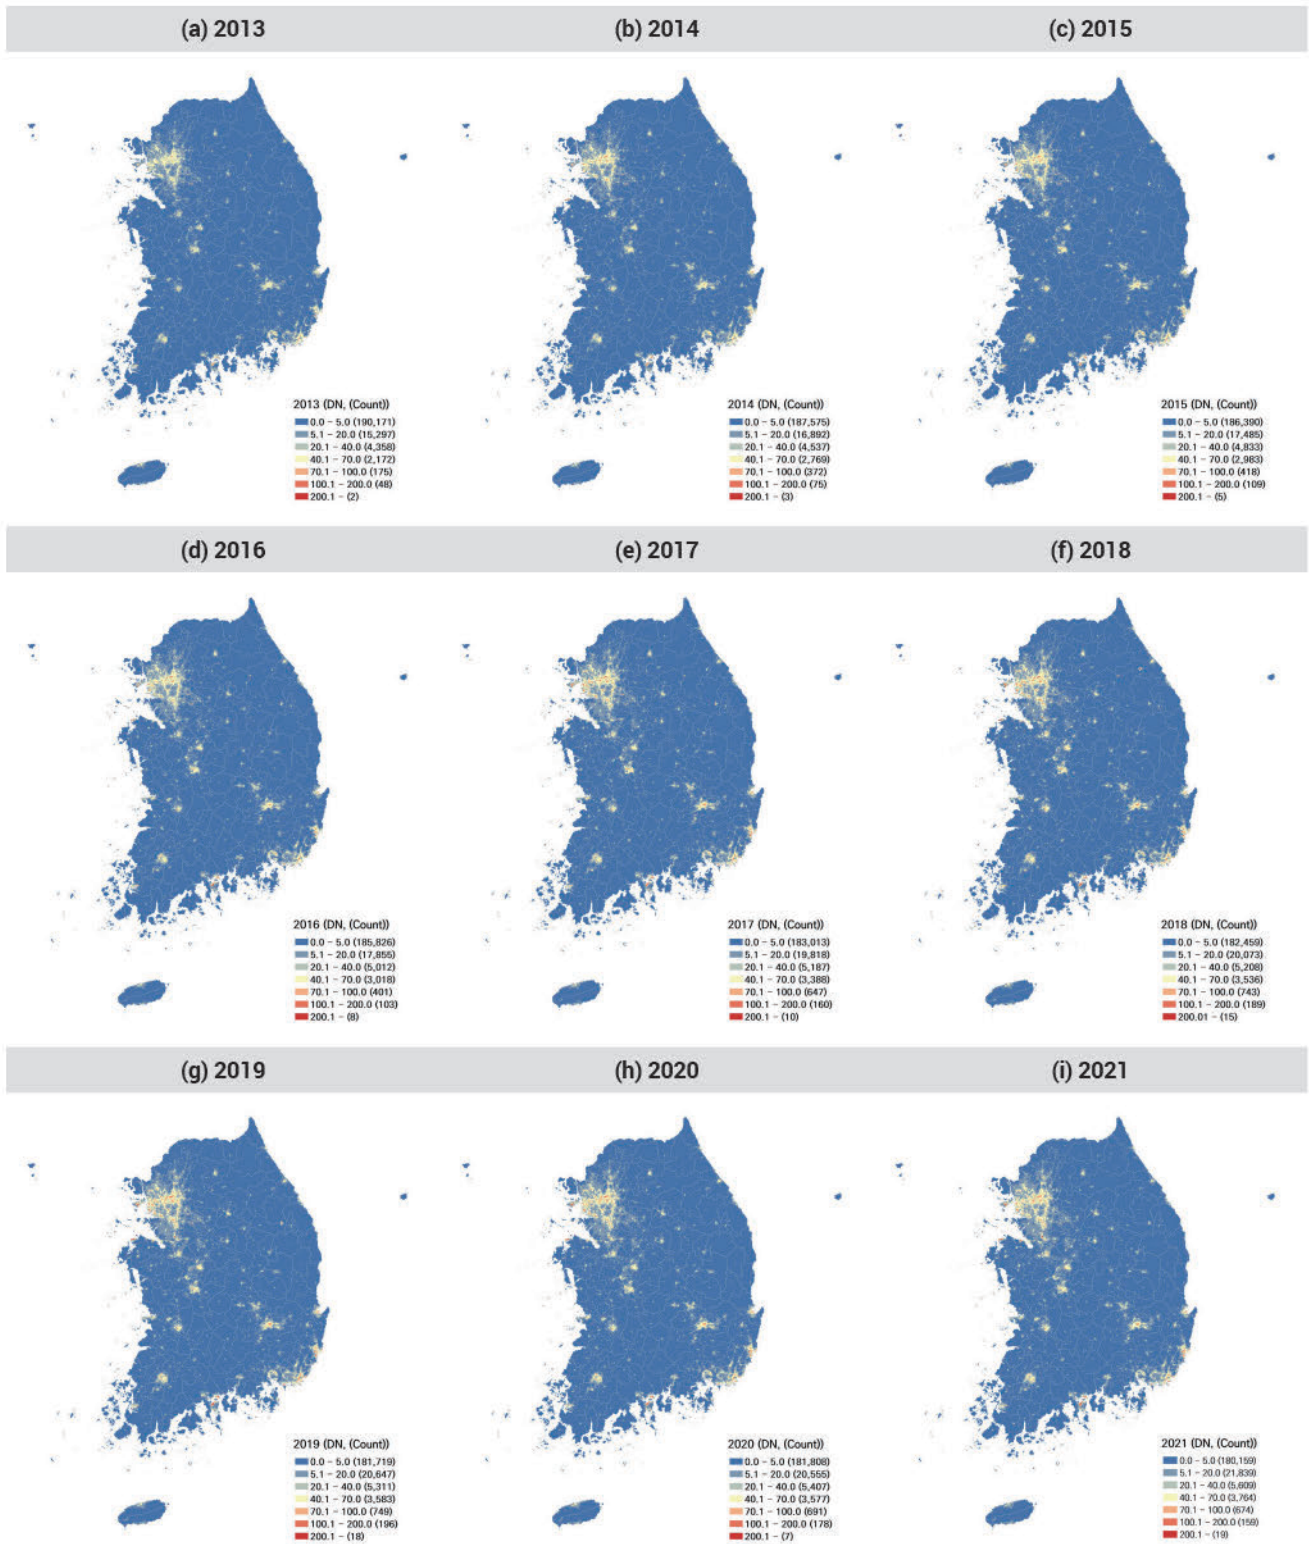 (a) 2013
(b) 2014
(c) 2015
2013 (DN, (Count))
0.0 - 5.0 (190,171)
5.1 - 20.0 (15,297)
20.1 - 40.0 (4,358)
40.1 - 70.0 (2,172)
70.1 - 100.0 (175)
100.1 - 200.0 (48)
200.1 - (2)
2014 (DN, (Count))
0.0 - 5.0 (187,575)
5.1 - 20.0 (16,892)
20.1 - 40.0 (4,537)
40.1 - 70.0 (2,769)
70.1 - 100.0 (372)
100.1 - 200.0 (75)
200.1 - (3)
2015 (DN, (Count))
0.0 - 5.0 (186,390)
5.1 - 20.0 (17,485)
20.1 - 40.0 (4,833)
40.1 - 70.0 (2,983)
70.1 - 100.0 (418)
100.1 - 200.0 (109)
200.1 - (5)
(d) 2016
(e) 2017
(f) 2018
2016 (DN, (Count))
0.0 - 5.0 (185,826)
5.1 - 20.0 (17,855)
20.1 - 40.0 (5,012)
40.1 - 70.0 (3,018)
70.1 - 100.0 (401)
100.1 - 200.0 (103)
200.1 - (8)
2017 (DN, (Count))
0.0 - 5.0 (183,013)
5.1 - 20.0 (19,818)
20.1 - 40.0 (5,187)
40.1 - 70.0 (3,388)
70.1 - 100.0 (647)
100.1 - 200.0 (160)
200.1 - (10)
2018 (DN, (Count))
0.0 - 5.0 (182,459)
5.1 - 20.0 (20,073)
20.1 - 40.0 (5,208)
40.1 - 70.0 (3,536)
70.1 - 100.0 (743)
100.1 - 200.0 (189)
200.01 - (15)
(g) 2019
(h) 2020
(i) 2021
2019 (DN, (Count))
0.0 - 5.0 (181,719)
5.1 - 20.0 (20,647)
20.1 - 40.0 (5,311)
40.1 - 70.0 (3,583)
70.1 - 100.0 (749)
100.1 - 200.0 (196)
200.1 - (18)
2020 (DN, (Count))
0.0 - 5.0 (181,808)
5.1 - 20.0 (20,555)
20.1 - 40.0 (5,407)
40.1 - 70.0 (3,577)
70.1 - 100.0 (691)
100.1 - 200.0 (178)
200.1 - (7)
2021 (DN, (Count))
0.0 - 5.0 (180,159)
5.1 - 20.0 (21,839)
20.1 - 40.0 (5,609)
40.1 - 70.0 (3,764)
70.1 - 100.0 (674)
100.1 - 200.0 (159)
200.1 - (19)